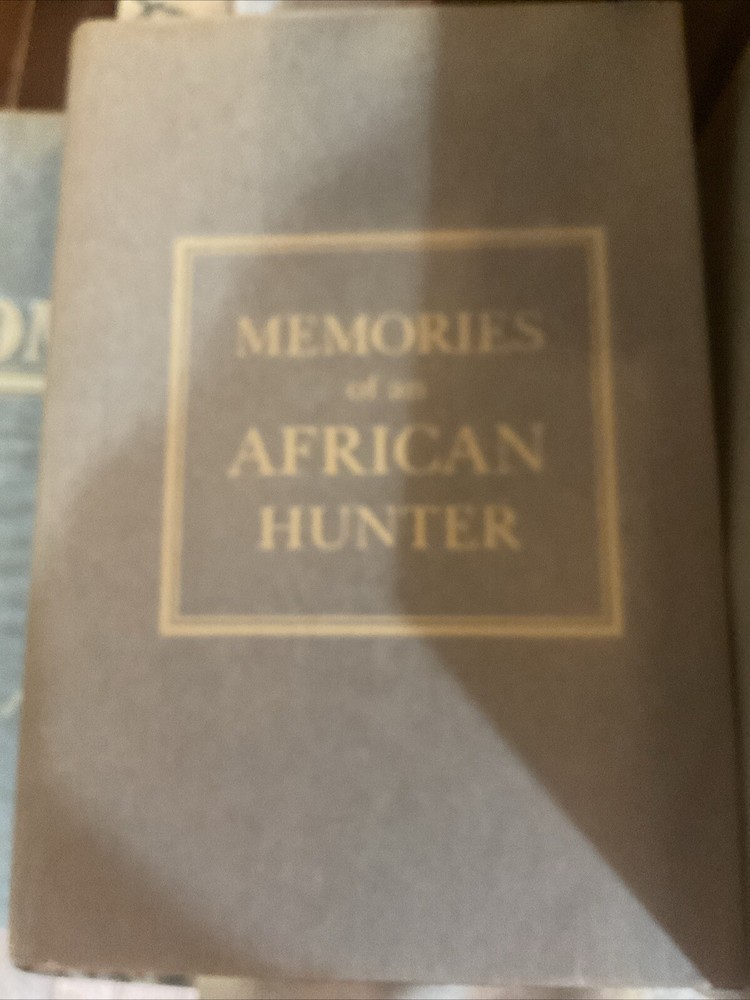 MEMORIES
of an
AFRICAN
HUNTER